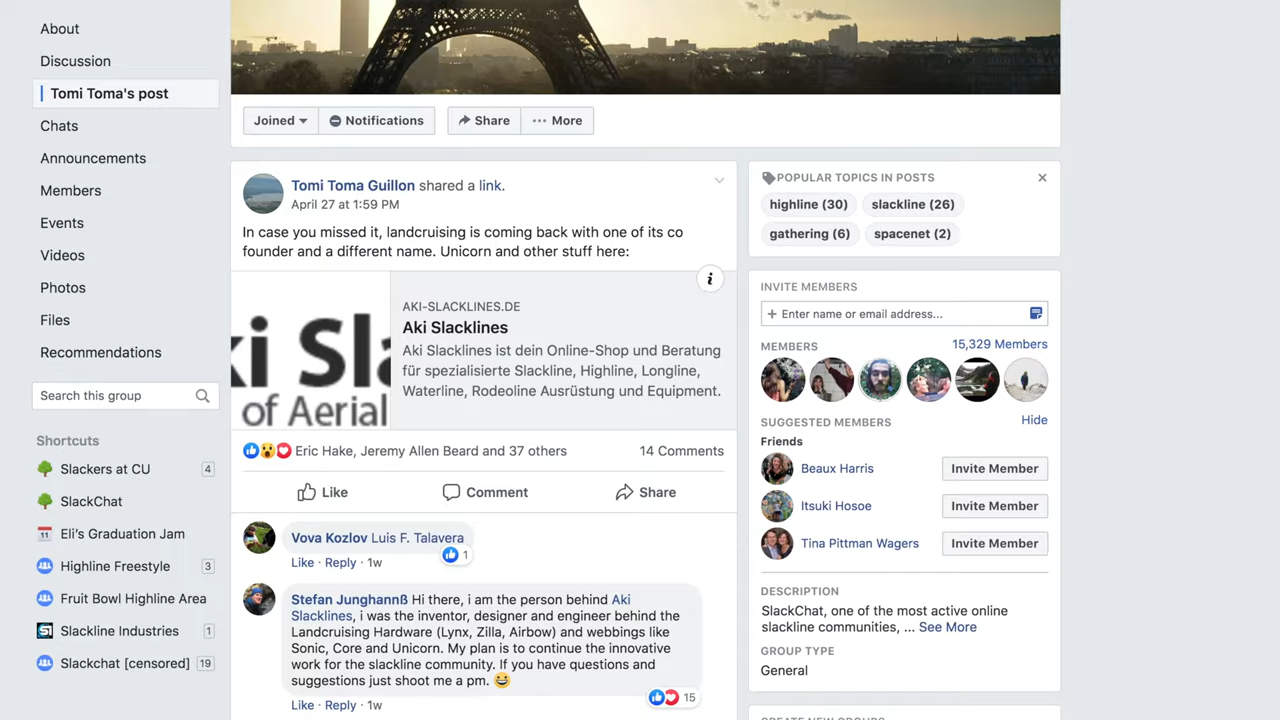 About
Discussion
Tomi Toma's post
Chats
Announcements
Members
Events
Videos
Photos
Files
Recommendations
Search this group
Shortcuts
Slackers at CU 4
SlackChat
11 Eli's Graduation Jam
Highline Freestyle 3
Fruit Bowl Highline Area
Slackline Industries 1
Slackchat [censored] 19
Joined
Notifications
Share
More
Tomi Toma Guillon shared a link.
April 27 at 1:59 PM
In case you missed it, landcruising is coming back with one of its co
founder and a different name. Unicorn and other stuff here:
ki Sla
of Aerial
i
AKI-SLACKLINES.DE
Aki Slacklines
Aki Slacklines ist dein Online-Shop und Beratung
für spezialisierte Slackline, Highline, Longline,
Waterline, Rodeoline Ausrüstung und Equipment.
Eric Hake, Jeremy Allen Beard and 37 others
14 Comments
Like
Comment
Share
Vova Kozlov Luis F. Talavera
1
Like · Reply · 1w
Stefan Junghannß Hi there, i am the person behind Aki
Slacklines, i was the inventor, designer and engineer behind the
Landcruising Hardware (Lynx, Zilla, Airbow) and webbings like
Sonic, Core and Unicorn. My plan is to continue the innovative
work for the slackline community. If you have questions and
suggestions just shoot me a pm.
15
Like · Reply · 1w
POPULAR TOPICS IN POSTS
highline (30)
slackline (26)
gathering (6)
spacenet (2)
INVITE MEMBERS
+ Enter name or email address...
MEMBERS
15,329 Members
SUGGESTED MEMBERS
Hide
Friends
Beaux Harris
Invite Member
Itsuki Hosoe
Invite Member
Tina Pittman Wagers
Invite Member
DESCRIPTION
SlackChat, one of the most active online
slackline communities, ... See More
GROUP TYPE
General
CREATE NEW GROUPS